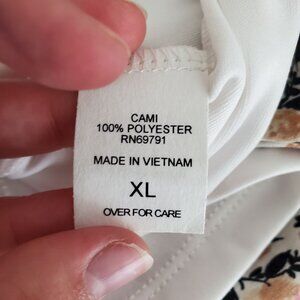 CAMI
100% POLYESTER
RN69791
MADE IN VIETNAM
XL
OVER FOR CARE